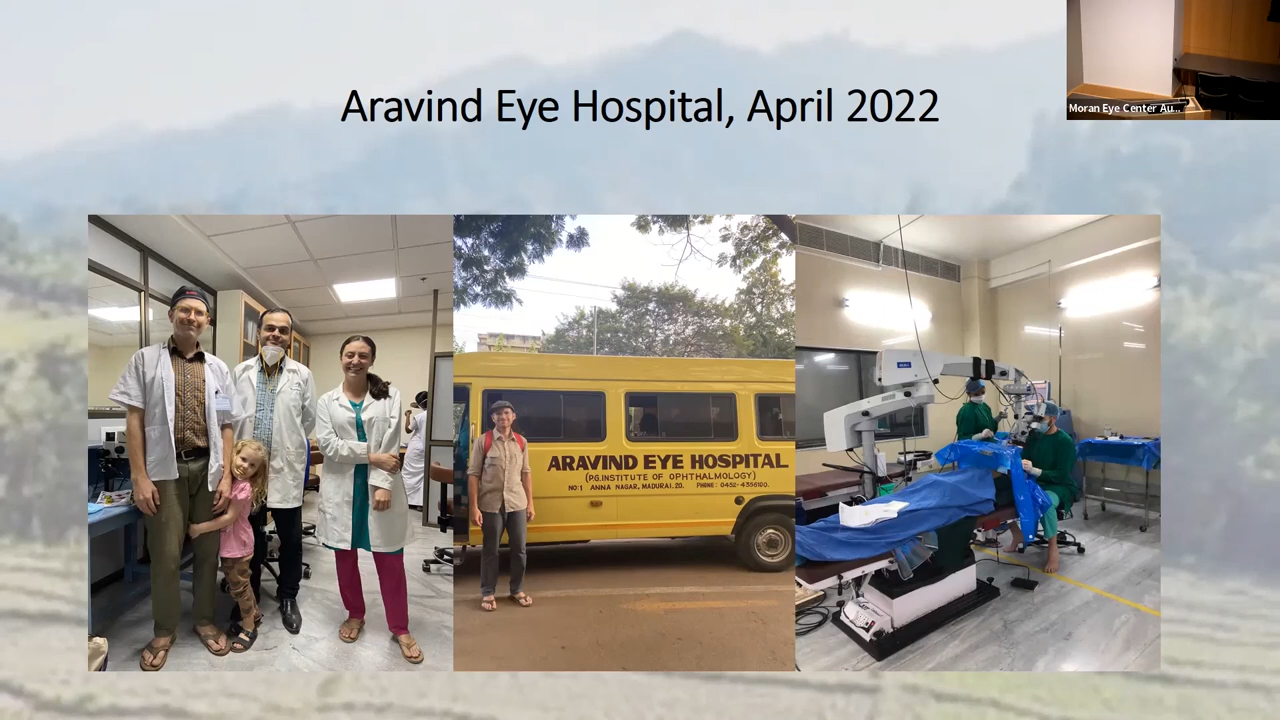 Aravind Eye Hospital, April 2022
Moran Eye Center Au...
ARAVIND EYE HOSPITAL
(P.G.INSTITUTE OF OPHTHALMOLOGY)
NO:1 ANNA NAGAR, MADURAI.20. PHONE: 0452-4356100.